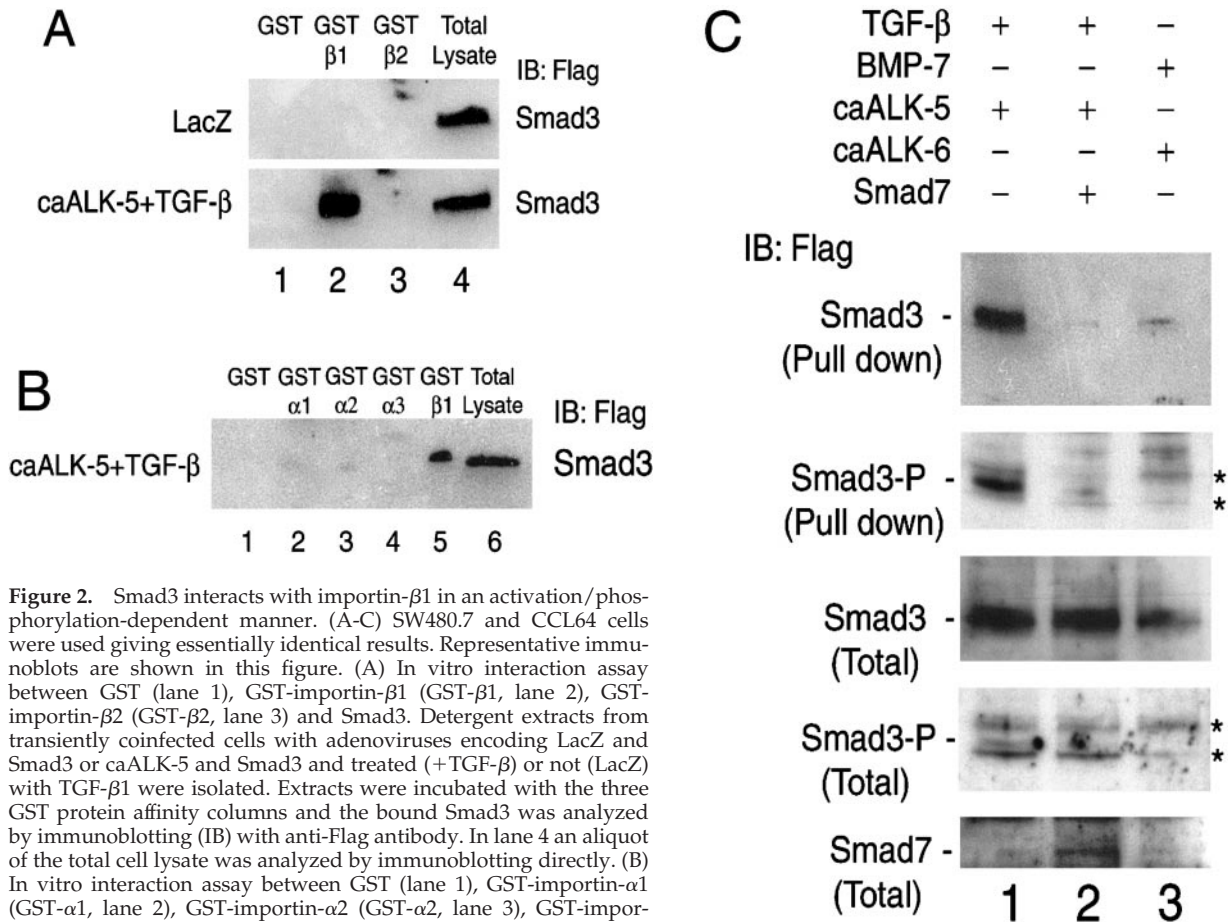 A
GST GST GST Total
β1 β2 Lysate
IB: Flag
LacZ Smad3
caALK-5+TGF-β Smad3
1 2 3 4
B
GST GST GST GST GST Total
α1 α2 α3 β1 Lysate
IB: Flag
caALK-5+TGF-β Smad3
1 2 3 4 5 6
Figure 2. Smad3 interacts with importin-β1 in an activation/phos-
phorylation-dependent manner. (A-C) SW480.7 and CCL64 cells
were used giving essentially identical results. Representative immu-
noblots are shown in this figure. (A) In vitro interaction assay
between GST (lane 1), GST-importin-β1 (GST-β1, lane 2), GST-
importin-β2 (GST-β2, lane 3) and Smad3. Detergent extracts from
transiently coinfected cells with adenoviruses encoding LacZ and
Smad3 or caALK-5 and Smad3 and treated (+TGF-β) or not (LacZ)
with TGF-β1 were isolated. Extracts were incubated with the three
GST protein affinity columns and the bound Smad3 was analyzed
by immunoblotting (IB) with anti-Flag antibody. In lane 4 an aliquot
of the total cell lysate was analyzed by immunoblotting directly. (B)
In vitro interaction assay between GST (lane 1), GST-importin-α1
(GST-α1, lane 2), GST-importin-α2 (GST-α2, lane 3), GST-impor-
C
TGF-β + + −
BMP-7 − − +
caALK-5 + + −
caALK-6 − − +
Smad7 − + −
IB: Flag
Smad3 -
(Pull down)
Smad3-P - *
(Pull down) *
Smad3 -
(Total)
Smad3-P - *
(Total) *
Smad7 -
(Total)
1 2 3